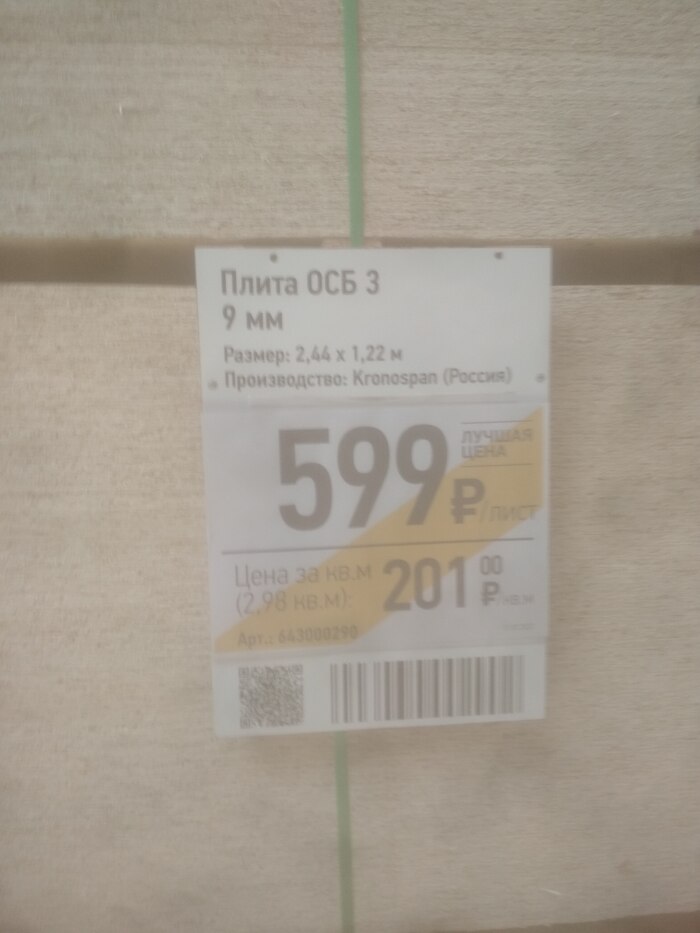 Плита ОСБ 3
9 мм
Размер: 2,44 х 1,22 м
Производство: Kronospan (Россия)
ЛУЧШАЯ
ЦЕНА
599 ₽/ЛИСТ
Цена за кв.м
(2,98 кв.м):
201 00 ₽/кв.м
Арт.: 643000290